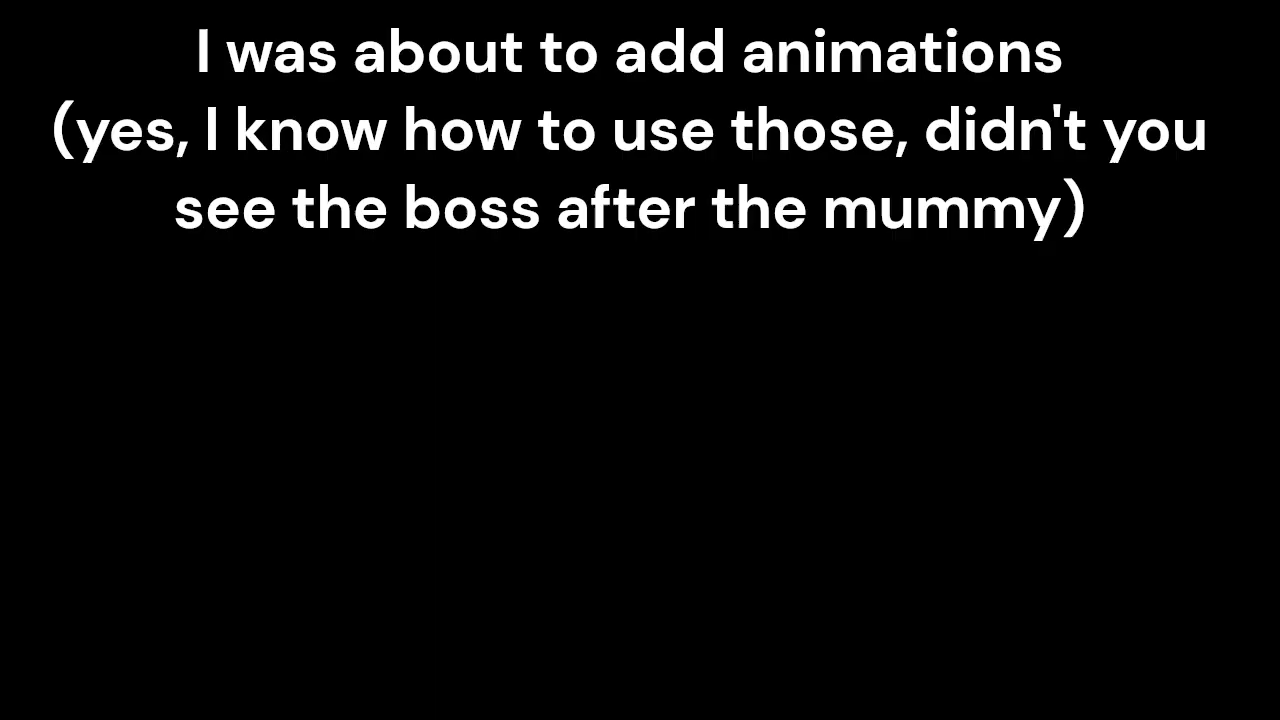 I was about to add animations
(yes, I know how to use those, didn't you
see the boss after the mummy)